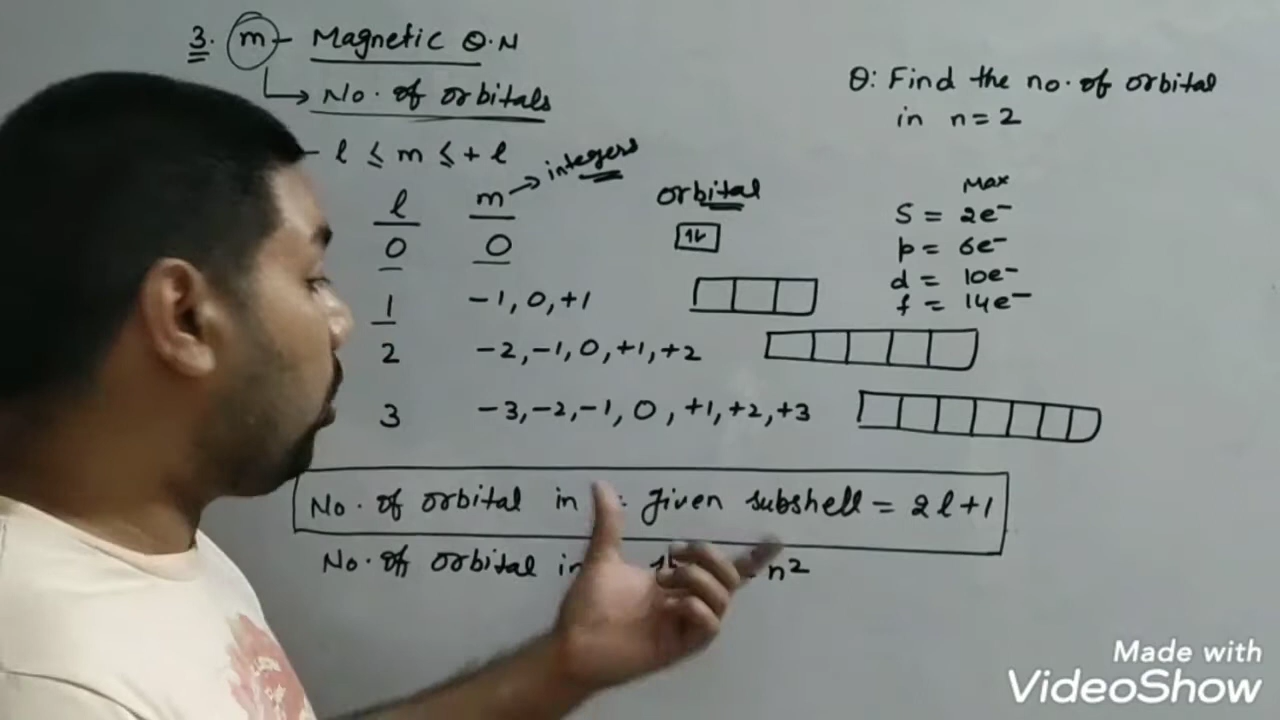 3. m - Magnetic Q.N
No. of orbitals
- l ≤ m ≤ + l
l m → integers orbital
0 0 1↓
1 -1, 0, +1
2 -2, -1, 0, +1, +2
3 -3, -2, -1, 0, +1, +2, +3
No. of orbital in given subshell = 2l+1
No. of orbital in n²
Q: Find the no. of orbital
in n = 2
Max
S = 2e⁻
p = 6e⁻
d = 10e⁻
f = 14e⁻
Made with
VideoShow